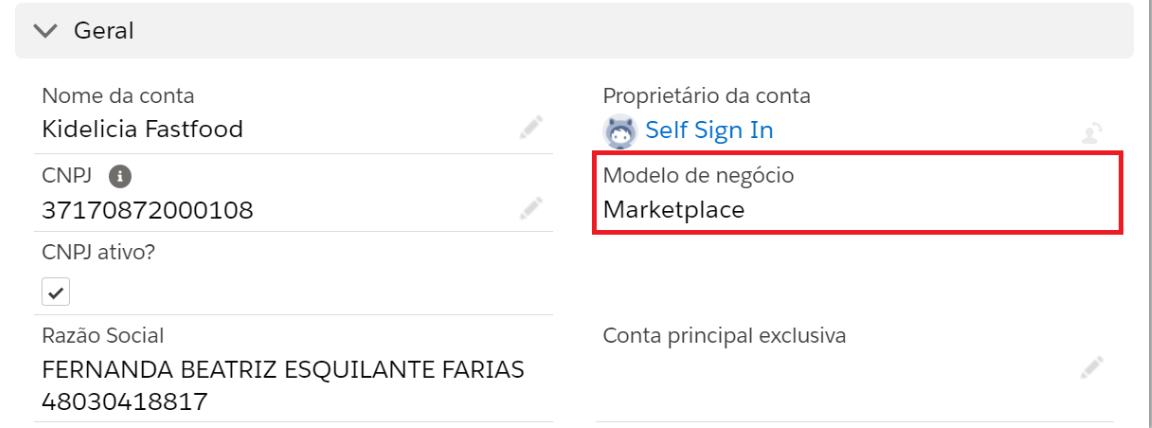 Geral
Nome da conta
Kidelicia Fastfood
Proprietário da conta
Self Sign In
CNPJ
37170872000108
Modelo de negócio
Marketplace
CNPJ ativo?
Razão Social
FERNANDA BEATRIZ ESQUILANTE FARIAS
48030418817
Conta principal exclusiva